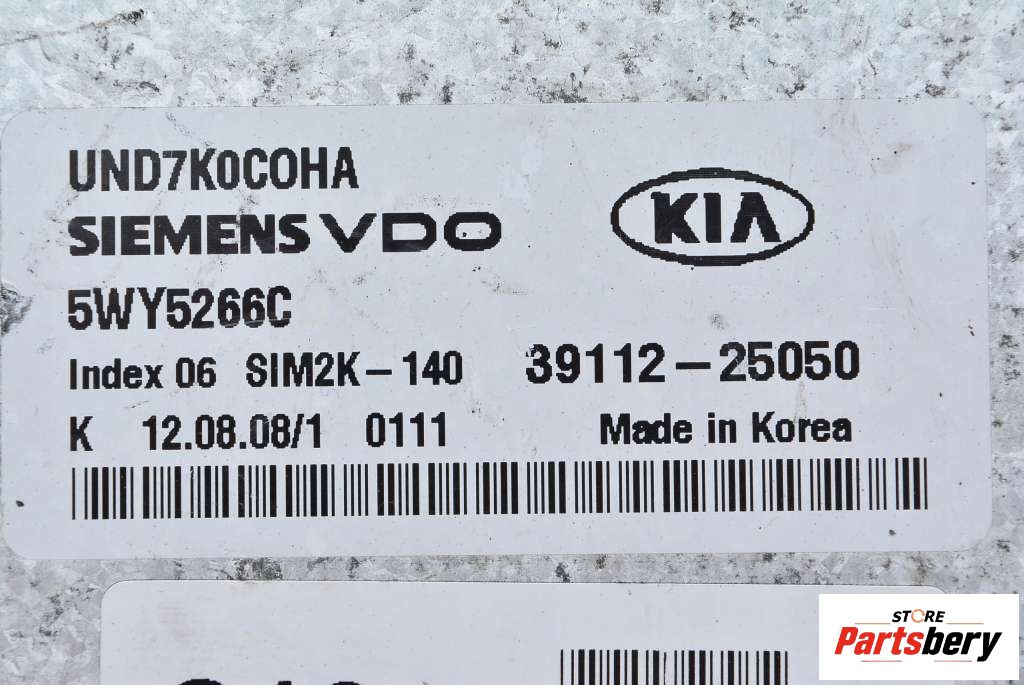 UND7K0COHA
SIEMENS VDO
KIA
5WY5266C
Index 06 SIM2K-140 39112-25050
K 12.08.08/1 0111 Made in Korea
STORE
Partsbery